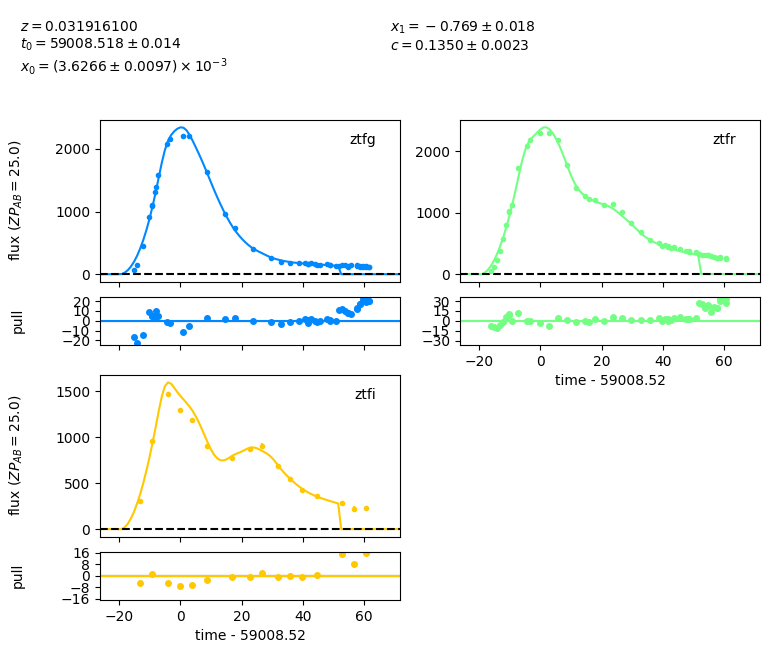 z = 0.031916100
t₀ = 59008.518 ± 0.014
x₀ = (3.6266 ± 0.0097) × 10⁻³
x₁ = −0.769 ± 0.018
c = 0.1350 ± 0.0023
flux (ZP_AB = 25.0)
2000
1000
0
ztfg
pull
20
10
0
−10
−20
2000
1000
0
ztfr
30
15
0
−15
−30
−20
0
20
40
60
time - 59008.52
flux (ZP_AB = 25.0)
1500
1000
500
0
ztfi
pull
16
8
0
−8
−16
−20
0
20
40
60
time - 59008.52